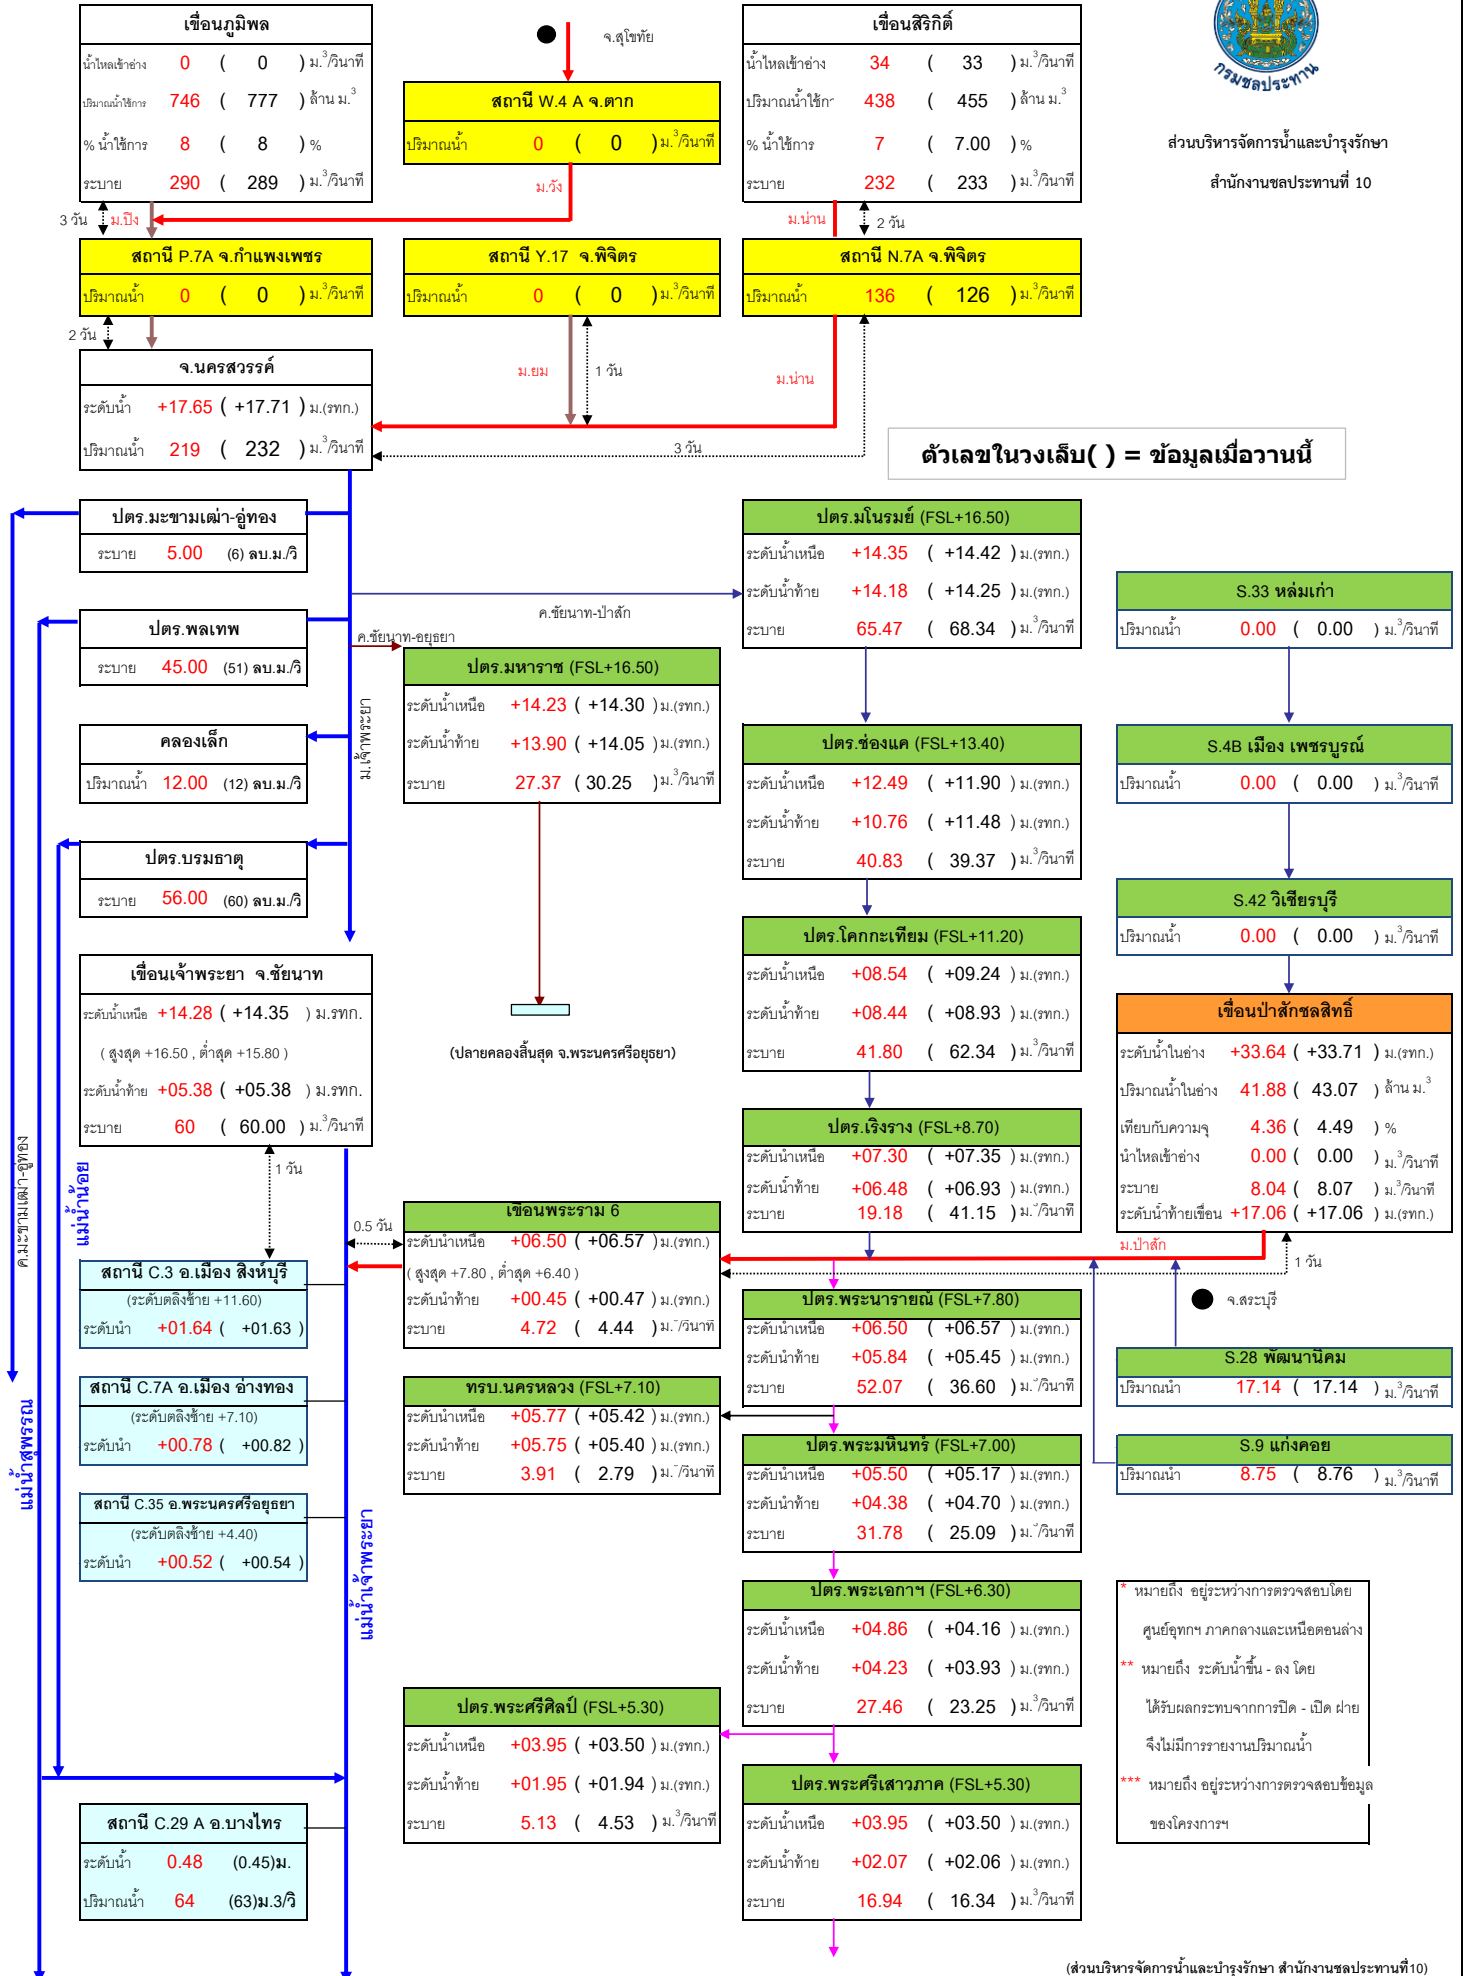 เขื่อนภูมิพล
น้ำไหลเข้าอ่าง 0 ( 0 ) ม.3/วินาที
ปริมาณน้ำใช้การ 746 ( 777 ) ล้าน ม.3
% น้ำใช้การ 8 ( 8 ) %
ระบาย 290 ( 289 ) ม.3/วินาที
จ.สุโขทัย
สถานี W.4 A จ.ตาก
ปริมาณน้ำ 0 ( 0 ) ม.3/วินาที
เขื่อนสิริกิติ์
น้ำไหลเข้าอ่าง 34 ( 33 ) ม.3/วินาที
ปริมาณน้ำใช้กา 438 ( 455 ) ล้าน ม.3
% น้ำใช้การ 7 ( 7.00 ) %
ระบาย 232 ( 233 ) ม.3/วินาที
กรมชลประทาน
ส่วนบริหารจัดการน้ำและบำรุงรักษา
สำนักงานชลประทานที่ 10
3 วัน ม.ปิง
ม.วัง
ม.น่าน 2 วัน
สถานี P.7A จ.กำแพงเพชร
ปริมาณน้ำ 0 ( 0 ) ม.3/วินาที
สถานี Y.17 จ.พิจิตร
ปริมาณน้ำ 0 ( 0 ) ม.3/วินาที
สถานี N.7A จ.พิจิตร
ปริมาณน้ำ 136 ( 126 ) ม.3/วินาที
2 วัน
ม.ยม 1 วัน
ม.น่าน
3 วัน
จ.นครสวรรค์
ระดับน้ำ +17.65 ( +17.71 ) ม.(รทก.)
ปริมาณน้ำ 219 ( 232 ) ม.3/วินาที
ตัวเลขในวงเล็บ( ) = ข้อมูลเมื่อวานนี้
ปตร.มะขามเฒ่า-อู่ทอง
ระบาย 5.00 (6) ลบ.ม./วิ
ปตร.พลเทพ
ระบาย 45.00 (51) ลบ.ม./วิ
คลองเล็ก
ปริมาณน้ำ 12.00 (12) ลบ.ม./วิ
ปตร.บรมธาตุ
ระบาย 56.00 (60) ลบ.ม./วิ
ม.เจ้าพระยา
ค.ชัยนาท-ป่าสัก
ค.ชัยนาท-อยุธยา
ปตร.มหาราช (FSL+16.50)
ระดับน้ำเหนือ +14.23 ( +14.30 ) ม.(รทก.)
ระดับน้ำท้าย +13.90 ( +14.05 ) ม.(รทก.)
ระบาย 27.37 ( 30.25 ) ม.3/วินาที
(ปลายคลองสิ้นสุด จ.พระนครศรีอยุธยา)
ปตร.มโนรมย์ (FSL+16.50)
ระดับน้ำเหนือ +14.35 ( +14.42 ) ม.(รทก.)
ระดับน้ำท้าย +14.18 ( +14.25 ) ม.(รทก.)
ระบาย 65.47 ( 68.34 ) ม.3/วินาที
ปตร.ช่องแค (FSL+13.40)
ระดับน้ำเหนือ +12.49 ( +11.90 ) ม.(รทก.)
ระดับน้ำท้าย +10.76 ( +11.48 ) ม.(รทก.)
ระบาย 40.83 ( 39.37 ) ม.3/วินาที
ปตร.โคกกะเทียม (FSL+11.20)
ระดับน้ำเหนือ +08.54 ( +09.24 ) ม.(รทก.)
ระดับน้ำท้าย +08.44 ( +08.93 ) ม.(รทก.)
ระบาย 41.80 ( 62.34 ) ม.3/วินาที
ปตร.เริงราง (FSL+8.70)
ระดับน้ำเหนือ +07.30 ( +07.35 ) ม.(รทก.)
ระดับน้ำท้าย +06.48 ( +06.93 ) ม.(รทก.)
ระบาย 19.18 ( 41.15 ) ม.3/วินาที
S.33 หล่มเก่า
ปริมาณน้ำ 0.00 ( 0.00 ) ม.3/วินาที
S.4B เมือง เพชรบูรณ์
ปริมาณน้ำ 0.00 ( 0.00 ) ม.3/วินาที
S.42 วิเชียรบุรี
ปริมาณน้ำ 0.00 ( 0.00 ) ม.3/วินาที
เขื่อนป่าสักชลสิทธิ์
ระดับน้ำในอ่าง +33.64 ( +33.71 ) ม.(รทก.)
ปริมาณน้ำในอ่าง 41.88 ( 43.07 ) ล้าน ม.3
เทียบกับความจุ 4.36 ( 4.49 ) %
น้ำไหลเข้าอ่าง 0.00 ( 0.00 ) ม.3/วินาที
ระบาย 8.04 ( 8.07 ) ม.3/วินาที
ระดับน้ำท้ายเขื่อน +17.06 ( +17.06 ) ม.(รทก.)
เขื่อนเจ้าพระยา จ.ชัยนาท
ระดับน้ำเหนือ +14.28 ( +14.35 ) ม.รทก.
( สูงสุด +16.50 , ต่ำสุด +15.80 )
ระดับน้ำท้าย +05.38 ( +05.38 ) ม.รทก.
ระบาย 60 ( 60.00 ) ม.3/วินาที
ค.มะขามเฒ่า-อู่ทอง
แม่น้ำน้อย
1 วัน
0.5 วัน
เขื่อนพระราม 6
ระดับน้ำเหนือ +06.50 ( +06.57 ) ม.(รทก.)
( สูงสุด +7.80 , ต่ำสุด +6.40 )
ระดับน้ำท้าย +00.45 ( +00.47 ) ม.(รทก.)
ระบาย 4.72 ( 4.44 ) ม.3/วินาที
ม.ป่าสัก
1 วัน
จ.สระบุรี
สถานี C.3 อ.เมือง สิงห์บุรี
(ระดับตลิ่งซ้าย +11.60)
ระดับน้ำ +01.64 ( +01.63 )
สถานี C.7A อ.เมือง อ่างทอง
(ระดับตลิ่งซ้าย +7.10)
ระดับน้ำ +00.78 ( +00.82 )
สถานี C.35 อ.พระนครศรีอยุธยา
(ระดับตลิ่งซ้าย +4.40)
ระดับน้ำ +00.52 ( +00.54 )
แม่น้ำสุพรรณ
แม่น้ำเจ้าพระยา
ทรบ.นครหลวง (FSL+7.10)
ระดับน้ำเหนือ +05.77 ( +05.42 ) ม.(รทก.)
ระดับน้ำท้าย +05.75 ( +05.40 ) ม.(รทก.)
ระบาย 3.91 ( 2.79 ) ม.3/วินาที
ปตร.พระนารายณ์ (FSL+7.80)
ระดับน้ำเหนือ +06.50 ( +06.57 ) ม.(รทก.)
ระดับน้ำท้าย +05.84 ( +05.45 ) ม.(รทก.)
ระบาย 52.07 ( 36.60 ) ม.3/วินาที
ปตร.พระมหินทร์ (FSL+7.00)
ระดับน้ำเหนือ +05.50 ( +05.17 ) ม.(รทก.)
ระดับน้ำท้าย +04.38 ( +04.70 ) ม.(รทก.)
ระบาย 31.78 ( 25.09 ) ม.3/วินาที
S.28 พัฒนานิคม
ปริมาณน้ำ 17.14 ( 17.14 ) ม.3/วินาที
S.9 แก่งคอย
ปริมาณน้ำ 8.75 ( 8.76 ) ม.3/วินาที
ปตร.พระเอกาฯ (FSL+6.30)
ระดับน้ำเหนือ +04.86 ( +04.16 ) ม.(รทก.)
ระดับน้ำท้าย +04.23 ( +03.93 ) ม.(รทก.)
ระบาย 27.46 ( 23.25 ) ม.3/วินาที
ปตร.พระศรีศิลป์ (FSL+5.30)
ระดับน้ำเหนือ +03.95 ( +03.50 ) ม.(รทก.)
ระดับน้ำท้าย +01.95 ( +01.94 ) ม.(รทก.)
ระบาย 5.13 ( 4.53 ) ม.3/วินาที
ปตร.พระศรีเสาวภาค (FSL+5.30)
ระดับน้ำเหนือ +03.95 ( +03.50 ) ม.(รทก.)
ระดับน้ำท้าย +02.07 ( +02.06 ) ม.(รทก.)
ระบาย 16.94 ( 16.34 ) ม.3/วินาที
* หมายถึง อยู่ระหว่างการตรวจสอบโดย
ศูนย์อุทกฯ ภาคกลางและเหนือตอนล่าง
** หมายถึง ระดับน้ำขึ้น - ลง โดย
ได้รับผลกระทบจากการปิด - เปิด ฝาย
จึงไม่มีการรายงานปริมาณน้ำ
*** หมายถึง อยู่ระหว่างการตรวจสอบข้อมูล
ของโครงการฯ
สถานี C.29 A อ.บางไทร
ระดับน้ำ 0.48 (0.45)ม.
ปริมาณน้ำ 64 (63)ม.3/วิ
(ส่วนบริหารจัดการน้ำและบำรุงรักษา สำนักงานชลประทานที่10)